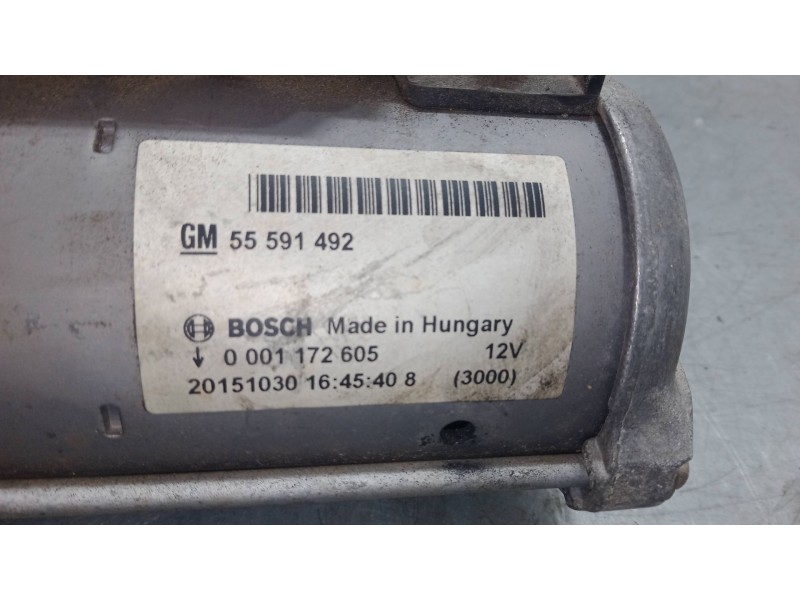 GM 55 591 492
BOSCH Made in Hungary
0 001 172 605 12V
20151030 16:45:40 8 (3000)